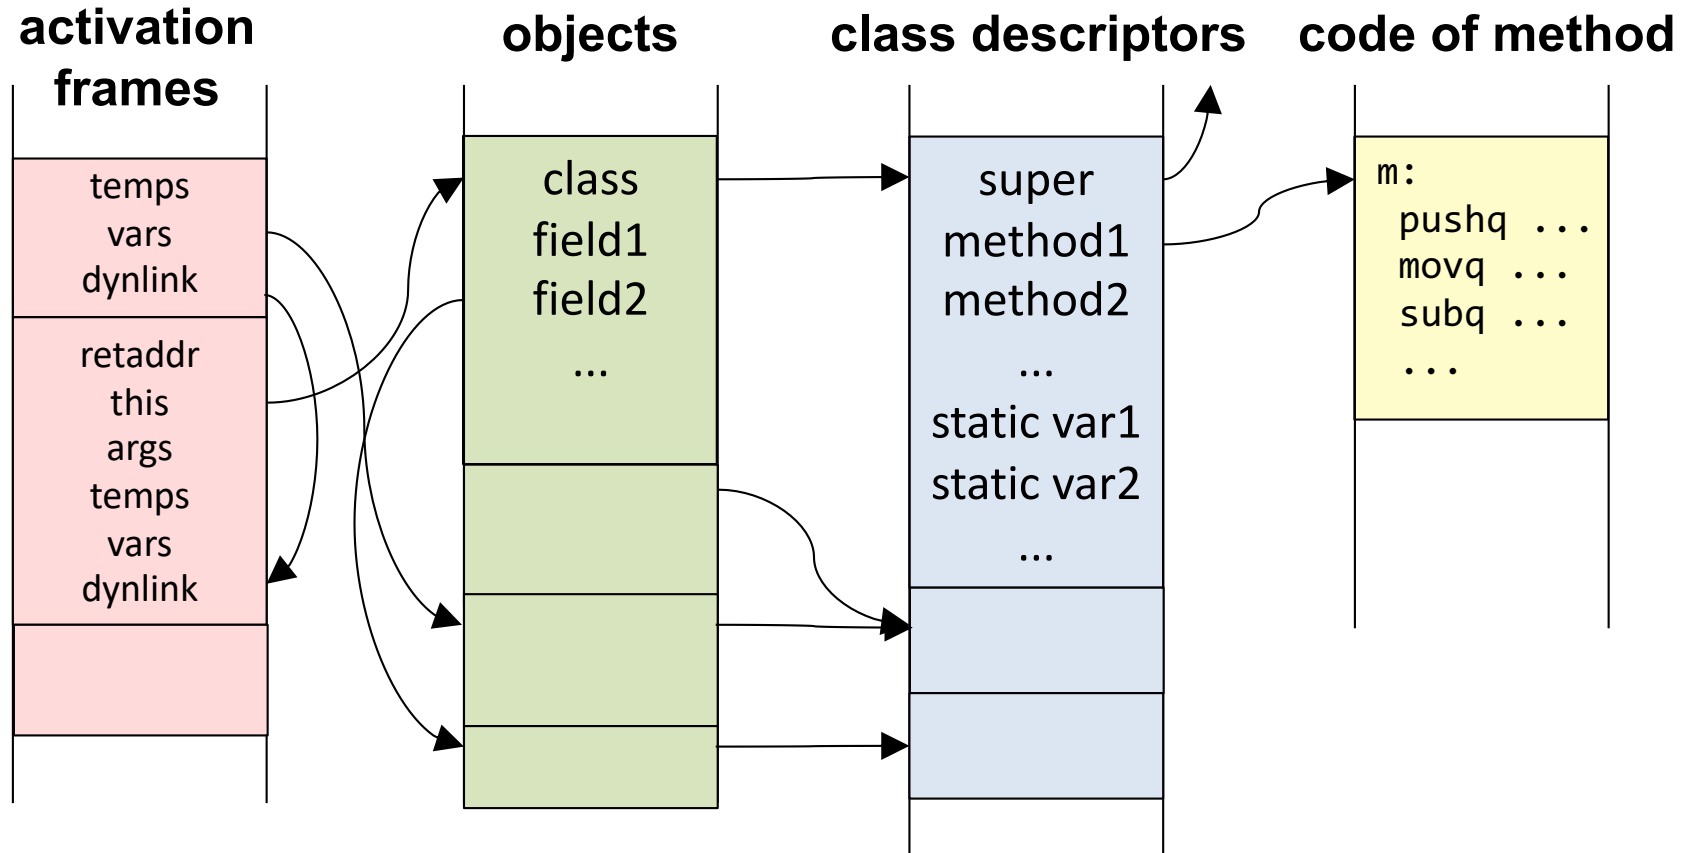 activation
frames
temps
vars
dynlink
retaddr
this
args
temps
vars
dynlink
objects
class
field1
field2
...
class descriptors
super
method1
method2
...
static var1
static var2
...
code of method
m:
pushq ...
movq ...
subq ...
...